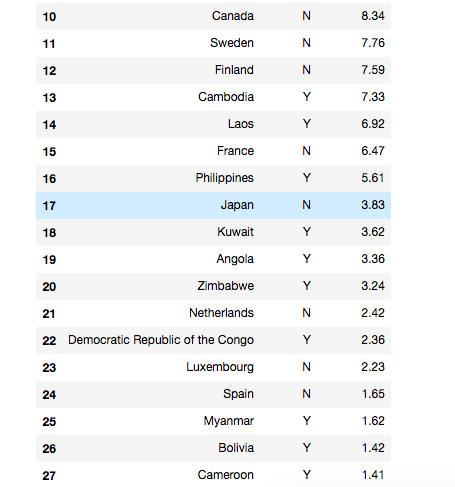 10 Canada N 8.34
11 Sweden N 7.76
12 Finland N 7.59
13 Cambodia Y 7.33
14 Laos Y 6.92
15 France N 6.47
16 Philippines Y 5.61
17 Japan N 3.83
18 Kuwait Y 3.62
19 Angola Y 3.36
20 Zimbabwe Y 3.24
21 Netherlands N 2.42
22 Democratic Republic of the Congo Y 2.36
23 Luxembourg N 2.23
24 Spain N 1.65
25 Myanmar Y 1.62
26 Bolivia Y 1.42
27 Cameroon Y 1.41